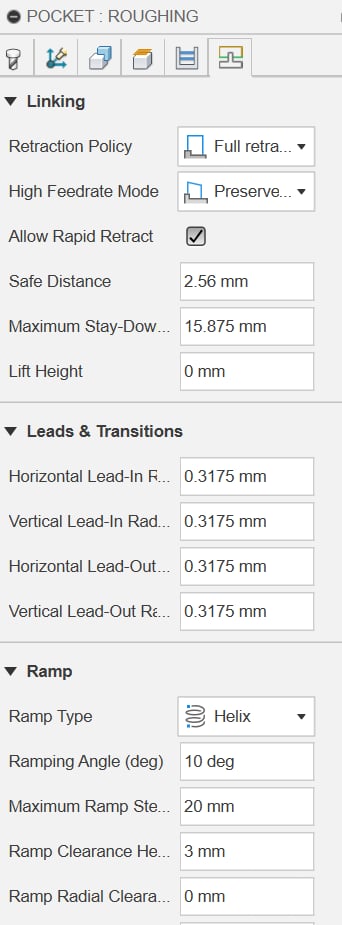 POCKET : ROUGHING
Linking
Retraction Policy Full retra...
High Feedrate Mode Preserve...
Allow Rapid Retract
Safe Distance 2.56 mm
Maximum Stay-Dow... 15.875 mm
Lift Height 0 mm
Leads & Transitions
Horizontal Lead-In R... 0.3175 mm
Vertical Lead-In Rad... 0.3175 mm
Horizontal Lead-Out... 0.3175 mm
Vertical Lead-Out Ra... 0.3175 mm
Ramp
Ramp Type Helix
Ramping Angle (deg) 10 deg
Maximum Ramp Ste... 20 mm
Ramp Clearance He... 3 mm
Ramp Radial Cleara... 0 mm